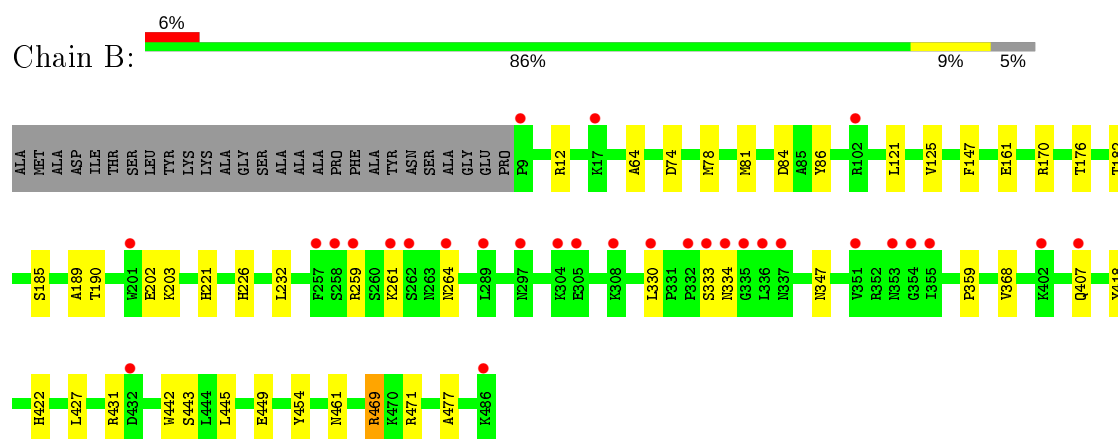 6%
Chain B:
86% 9% 5%
ALA MET ALA ASP ILE THR SER LEU TYR LYS LYS ALA GLY SER ALA ALA ALA PRO PHE ALA TYR ASN SER ALA GLY GLU PRO P9 R12 K17 A64 D74 M78 M81 D84 A85 Y86 R102 L121 V125 F147 E161 R170 T176 T182
S185 A189 T190 W201 E202 K203 H221 H226 L232 F257 S258 R259 S260 K261 S262 N263 N264 L289 N297 K304 E305 K308 L330 P331 P332 S333 N334 G335 L336 N337 N347 V351 R352 N353 G354 I355 P359 V368 K402 Q407 Y418
H422 L427 R431 D432 W442 S443 L444 L445 E449 Y454 N461 R469 K470 R471 A477 K486